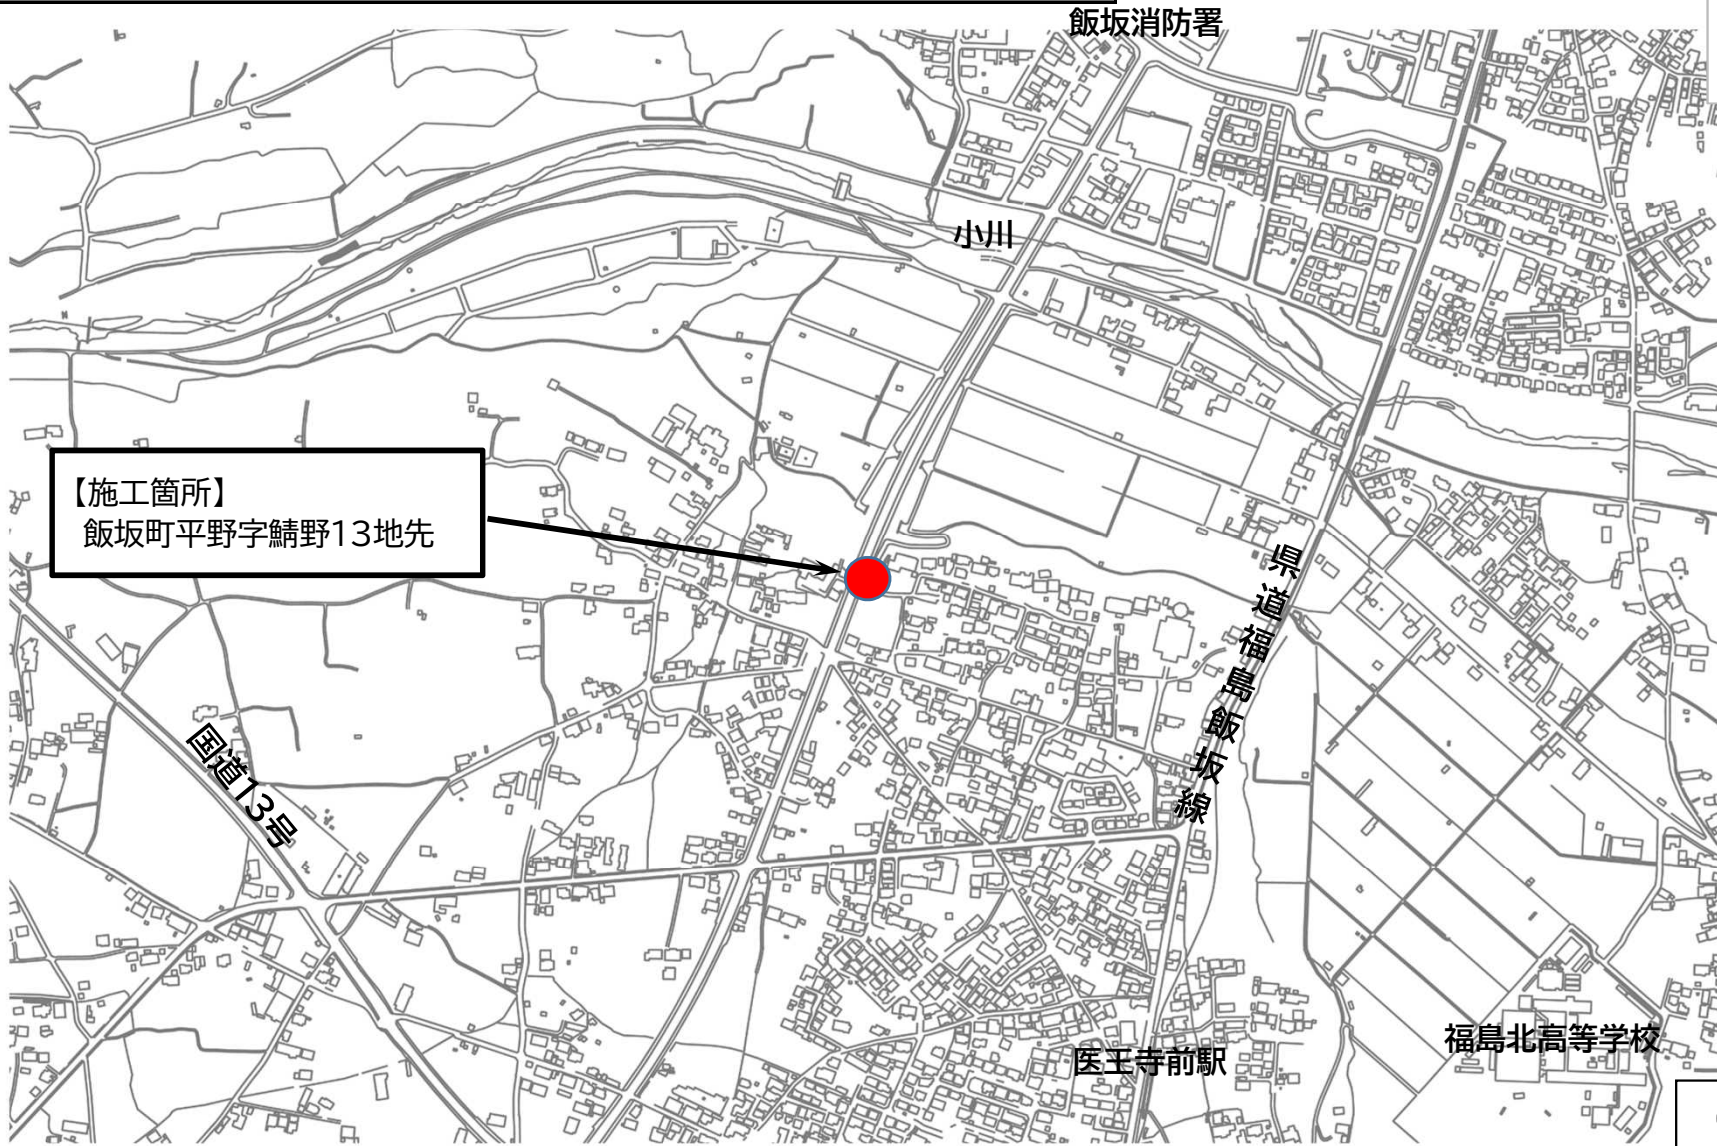 飯坂消防署
小川
【施工箇所】
飯坂町平野字鯖野13地先
県道福島飯坂線
国道13号
福島北高等学校
医王寺前駅